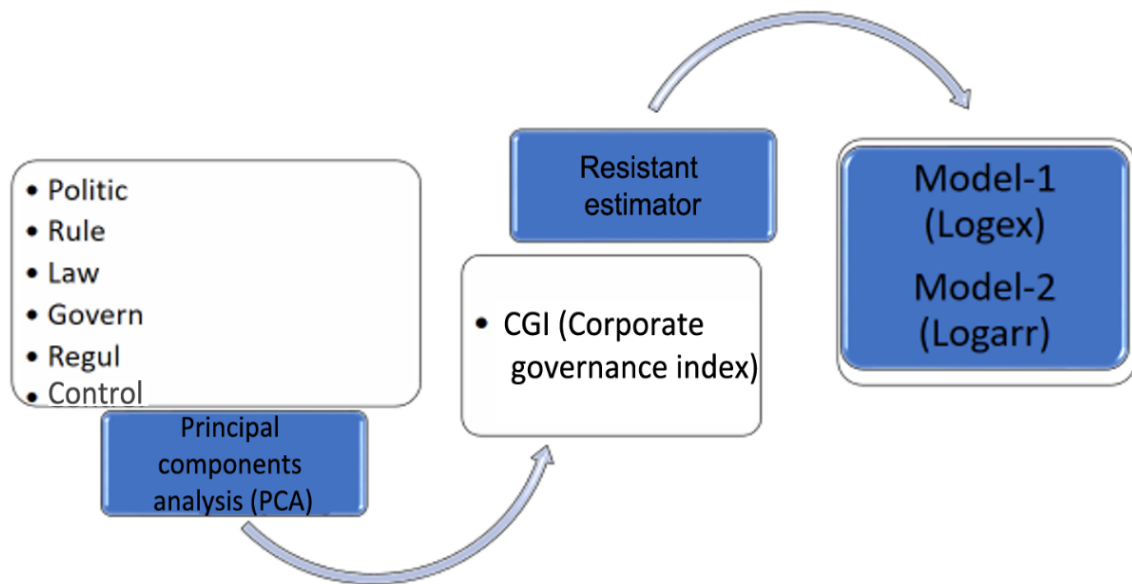 • Politic
• Rule
• Law
• Govern
• Regul
• Control
Principal
components
analysis (PCA)
Resistant
estimator
• CGI (Corporate
governance index)
Model-1
(Logex)
Model-2
(Logarr)